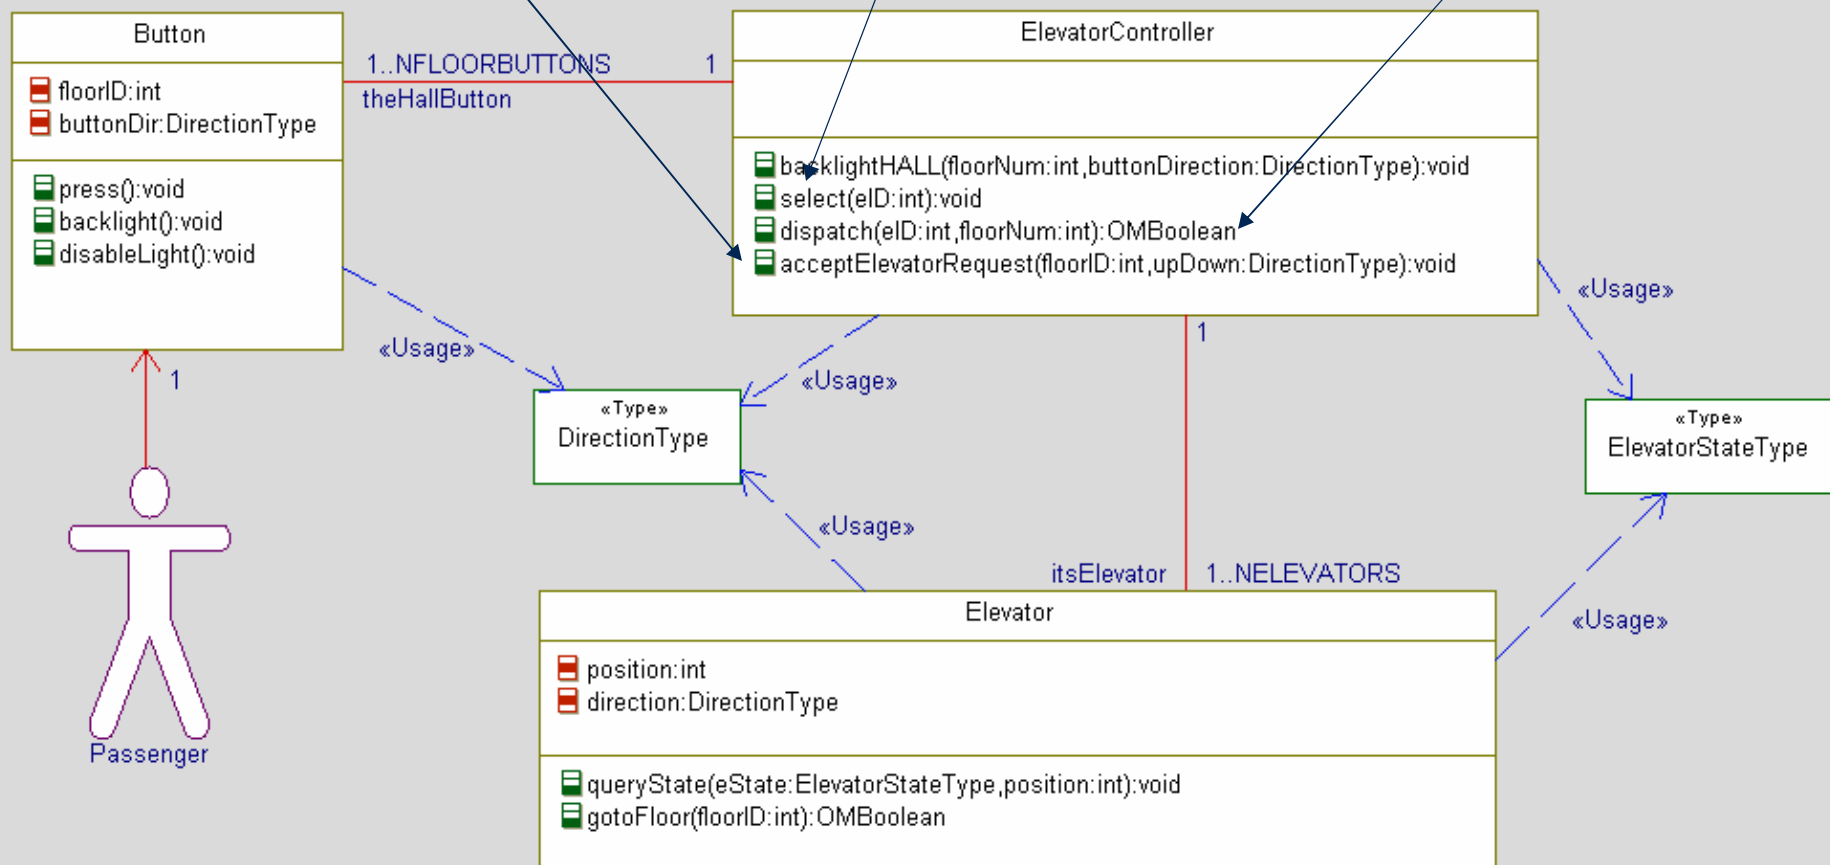 Button
floorID:int
buttonDir:DirectionType
press():void
backlight():void
disableLight():void
1..NFLOORBUTTONS
1
theHallButton
ElevatorController
backlightHALL(floorNum:int,buttonDirection:DirectionType):void
select(eID:int):void
dispatch(eID:int,floorNum:int):OMBoolean
acceptElevatorRequest(floorID:int,upDown:DirectionType):void
«Usage»
«Usage»
«Usage»
1
1
«Type»
DirectionType
«Type»
ElevatorStateType
«Usage»
«Usage»
itsElevator
1..NELEVATORS
Passenger
Elevator
position:int
direction:DirectionType
queryState(eState:ElevatorStateType,position:int):void
gotoFloor(floorID:int):OMBoolean